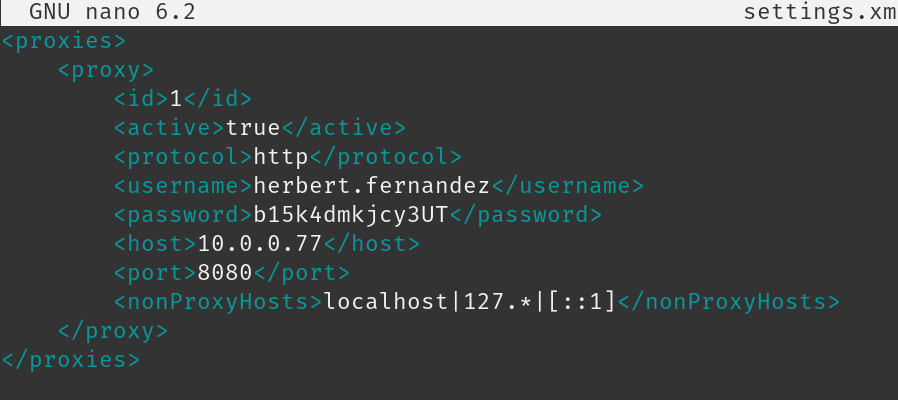 GNU nano 6.2 settings.xm
<proxies>
    <proxy>
        <id>1</id>
        <active>true</active>
        <protocol>http</protocol>
        <username>herbert.fernandez</username>
        <password>b15k4dmkjcy3UT</password>
        <host>10.0.0.77</host>
        <port>8080</port>
        <nonProxyHosts>localhost|127.*|[::1]</nonProxyHosts>
    </proxy>
</proxies>